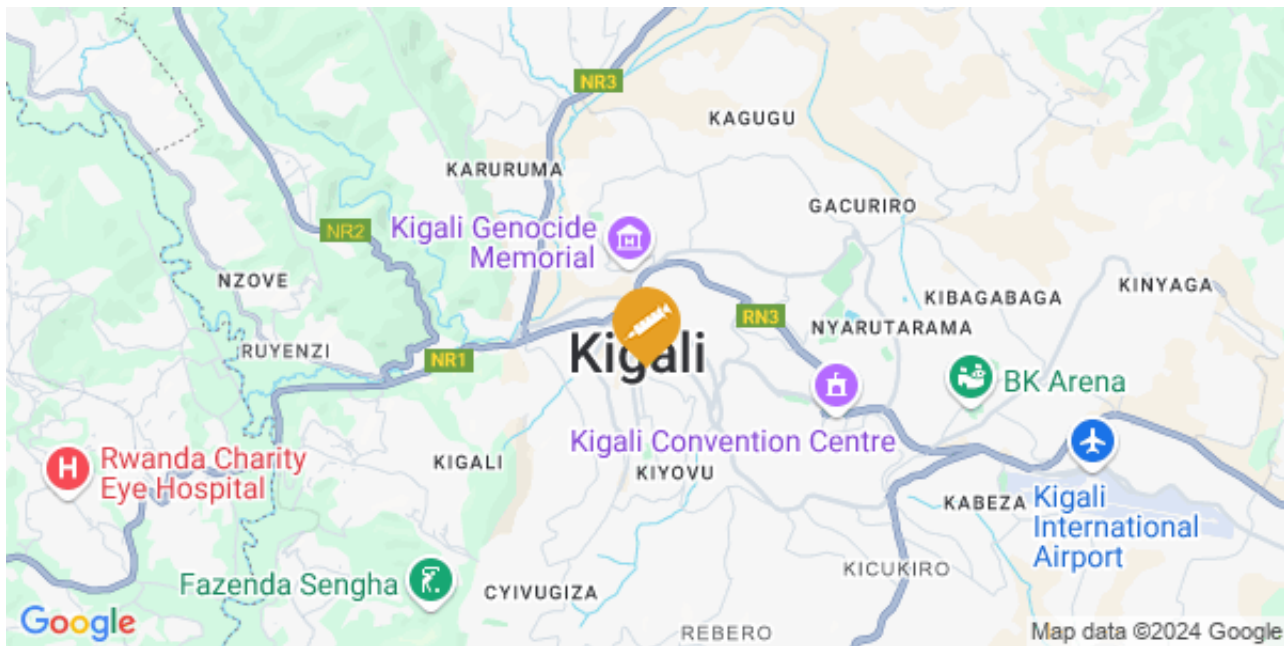 NR3
KAGUGU
KARURUMA
GACURIRO
Kigali Genocide
Memorial
NR2
NZOVE
KINYAGA
KIBAGABAGA
RN3
NYARUTARAMA
RUYENZI
Kigali
NR1
BK Arena
Kigali Convention Centre
Rwanda Charity
Eye Hospital
KIGALI
KIYOVU
KABEZA
Kigali
International
Airport
KICUKIRO
Fazenda Sengha
CYIVUGIZA
Google
REBERO
Map data ©2024 Google
H